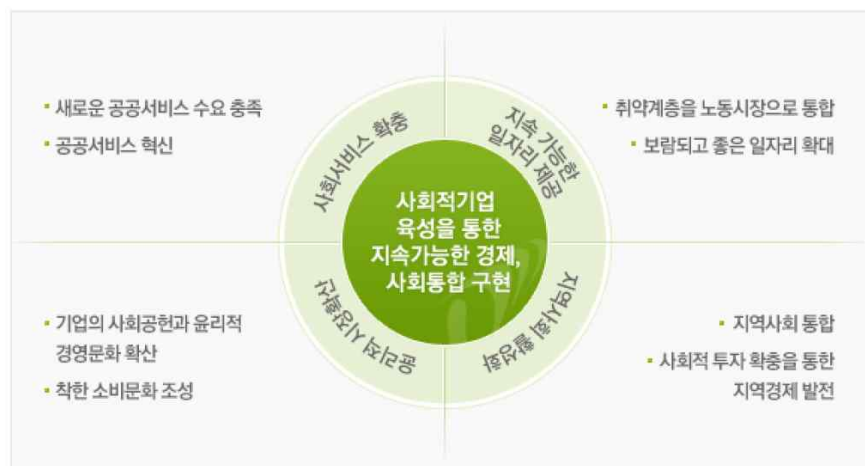 새로운 공공서비스 수요 충족
공공서비스 혁신
사회서비스 확충
지속 가능한
일자리 제공
취약계층을 노동시장으로 통합
보람되고 좋은 일자리 확대
사회적기업
육성을 통한
지속가능한 경제,
사회통합 구현
기업의 사회공헌과 윤리적
경영문화 확산
착한 소비문화 조성
윤리적 시장확산
지역사회 활성화
지역사회 통합
사회적 투자 확충을 통한
지역경제 발전